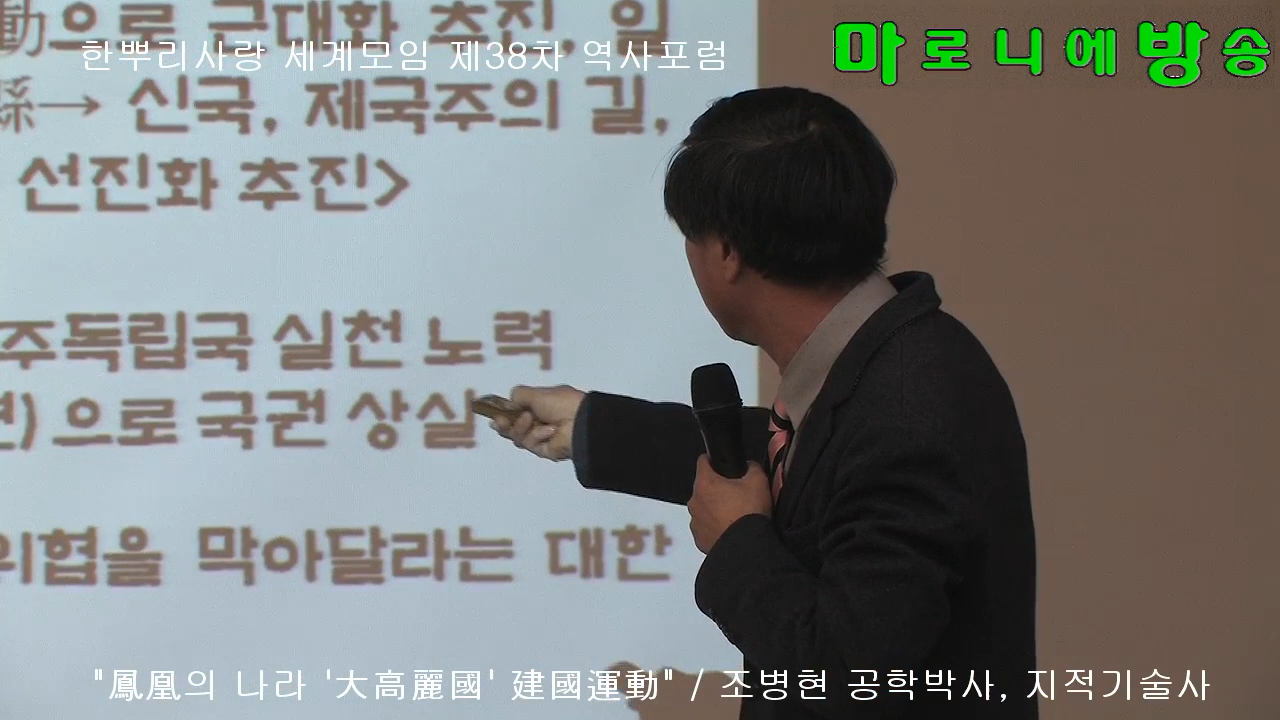 한뿌리사랑 세계모임 제38차 역사포럼
마로니에방송
動으로 근대화 추진. 일
縣→ 신국, 제국주의 길,
선진화 추진>
주독립국 실천 노력
으로 국권 상실
위협을 막아달라는 대한
"鳳凰의 나라 '大高麗國' 建國運動" / 조병현 공학박사, 지적기술사